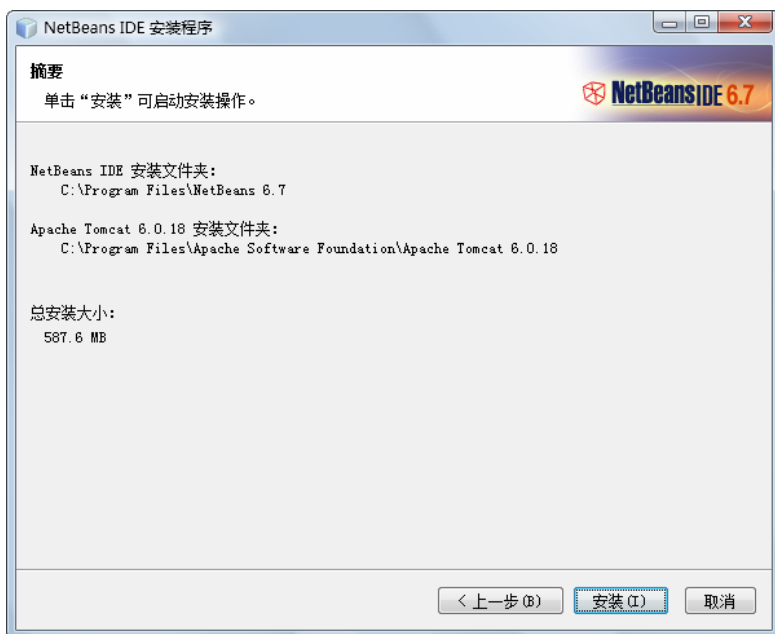 NetBeans IDE 安装程序
摘要
单击“安装”可启动安装操作。
NetBeans IDE 6.7
NetBeans IDE 安装文件夹:
C:\Program Files\NetBeans 6.7
Apache Tomcat 6.0.18 安装文件夹:
C:\Program Files\Apache Software Foundation\Apache Tomcat 6.0.18
总安装大小:
587.6 MB
< 上一步(B)
安装(I)
取消